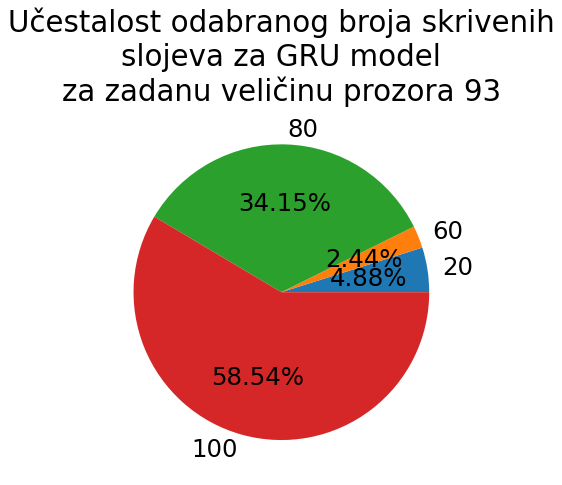 Učestalost odabranog broja skrivenih
slojeva za GRU model
za zadanu veličinu prozora 93
80
34.15%
60
2.44%
20
4.88%
58.54%
100